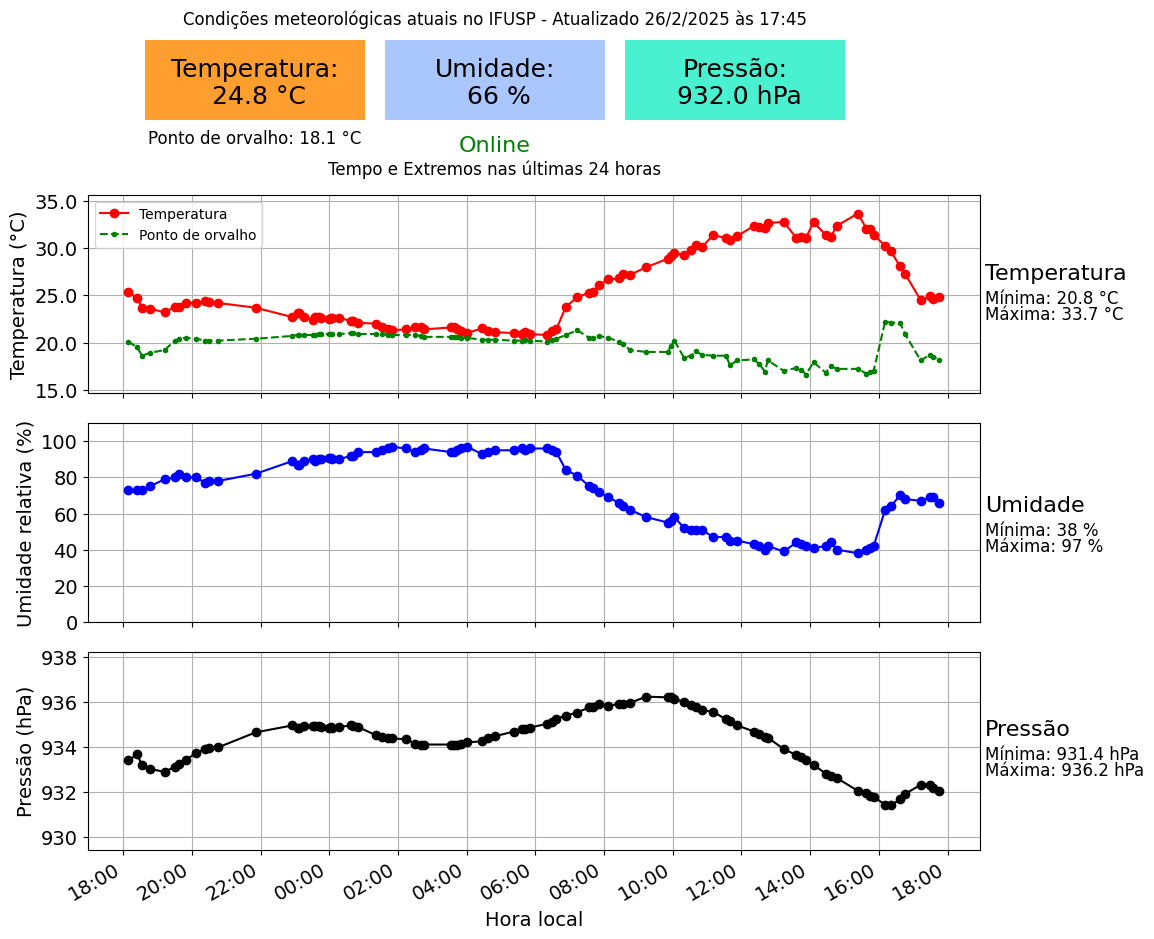 Condições meteorológicas atuais no IFUSP - Atualizado 26/2/2025 às 17:45
Temperatura:
24.8 °C
Umidade:
66 %
Pressão:
932.0 hPa
Ponto de orvalho: 18.1 °C
Online
Tempo e Extremos nas últimas 24 horas
Temperatura (°C)
35.0
30.0
25.0
20.0
15.0
Temperatura
Ponto de orvalho
Temperatura
Mínima: 20.8 °C
Máxima: 33.7 °C
Umidade relativa (%)
100
80
60
40
20
0
Umidade
Mínima: 38 %
Máxima: 97 %
Pressão (hPa)
938
936
934
932
930
Pressão
Mínima: 931.4 hPa
Máxima: 936.2 hPa
18:00 20:00 22:00 00:00 02:00 04:00 06:00 08:00 10:00 12:00 14:00 16:00 18:00
Hora local